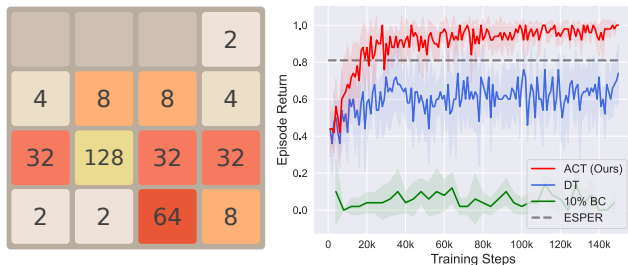 2
4 8 8 4
32 128 32 32
2 2 64 8
Episode Return
1.0
0.8
0.6
0.4
0.2
0.0
0 20k 40k 60k 80k 100k 120k 140k
Training Steps
ACT (Ours)
DT
10% BC
ESPER